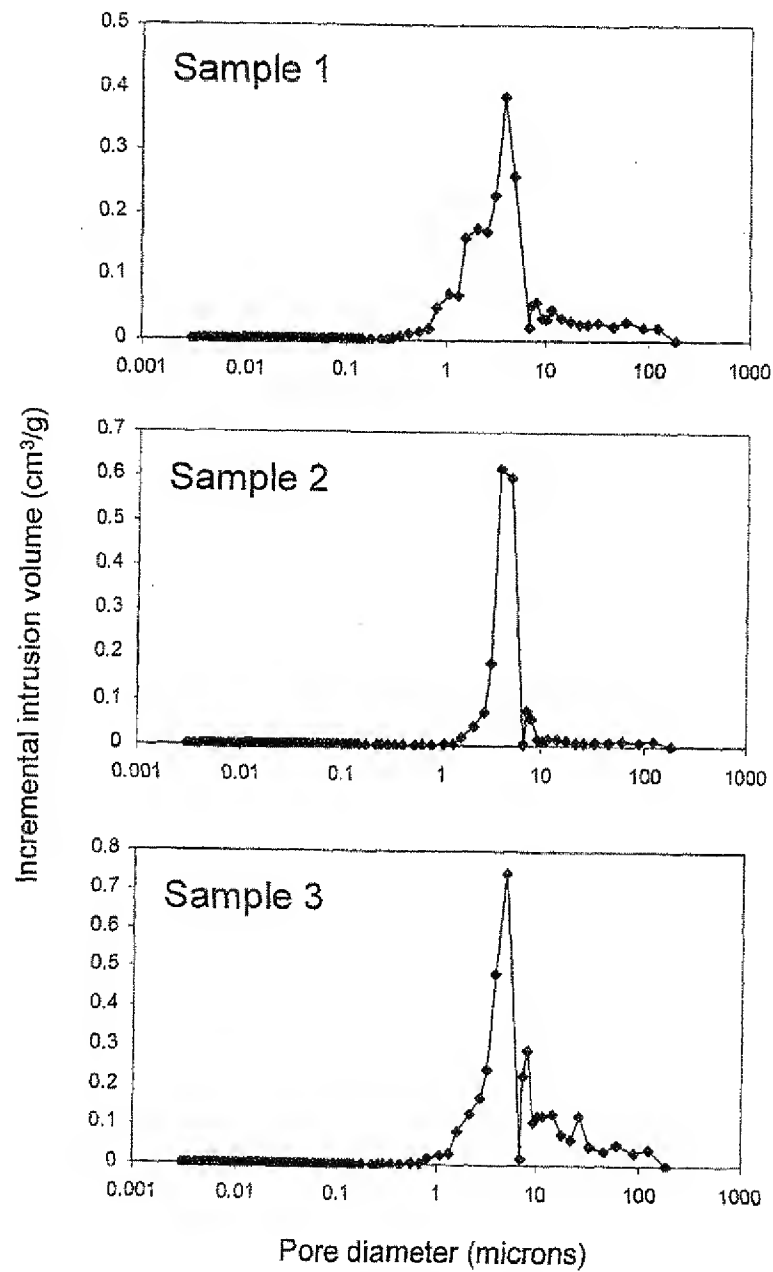 Incremental intrusion volume (cm³/g)
0.5
Sample 1
0.4
0.3
0.2
0.1
0
0.001 0.01 0.1 1 10 100 1000
0.7
0.6
Sample 2
0.5
0.4
0.3
0.2
0.1
0
0.001 0.01 0.1 1 10 100 1000
0.8
0.7
Sample 3
0.6
0.5
0.4
0.3
0.2
0.1
0
0.001 0.01 0.1 1 10 100 1000
Pore diameter (microns)